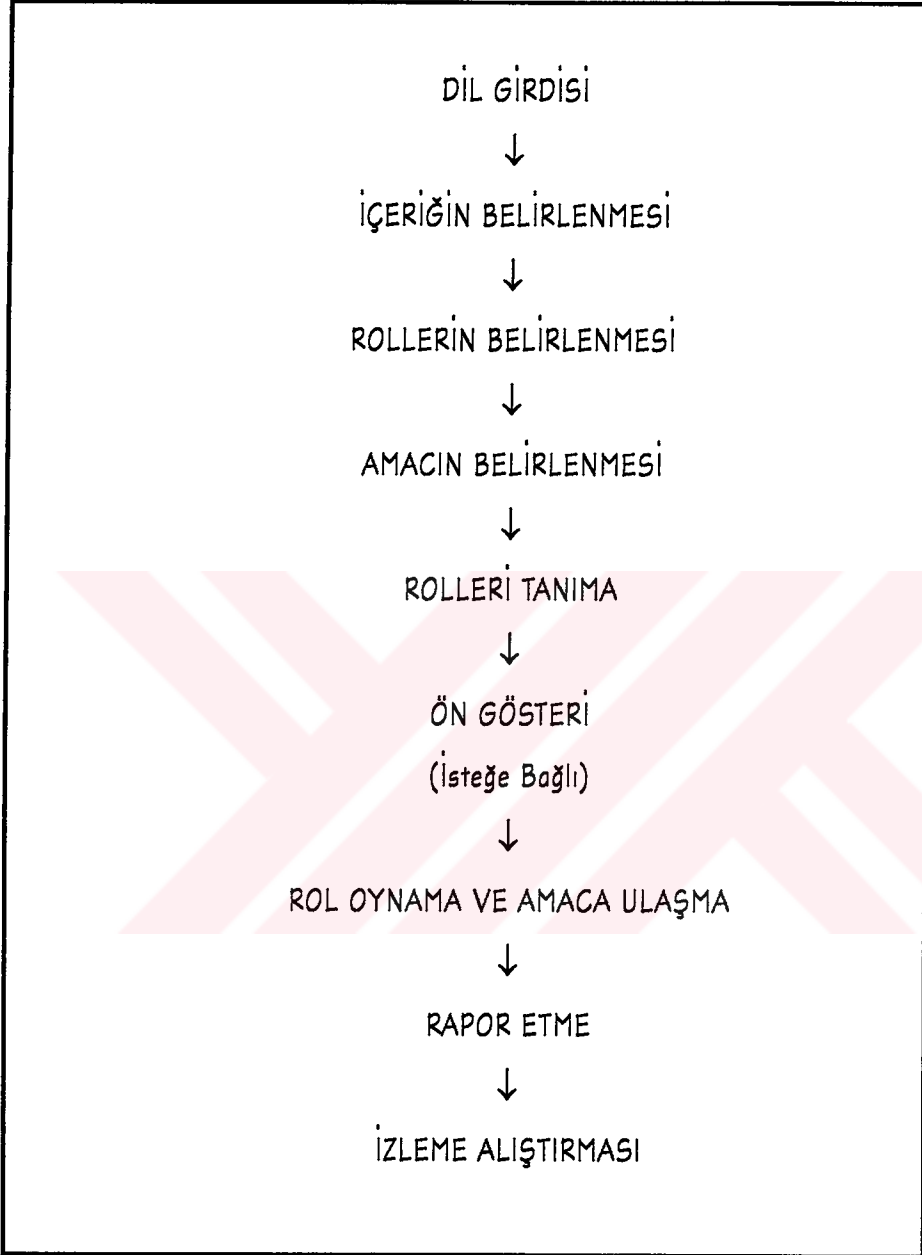 DİL GİRDİSİ
↓
İÇERİĞİN BELİRLENMESİ
↓
ROLLERİN BELİRLENMESİ
↓
AMACIN BELİRLENMESİ
↓
ROLLERİ TANIMA
↓
ÖN GÖSTERİ
(İsteğe Bağlı)
↓
ROL OYNAMA VE AMACA ULAŞMA
↓
RAPOR ETME
↓
İZLEME ALIŞTIRMASI